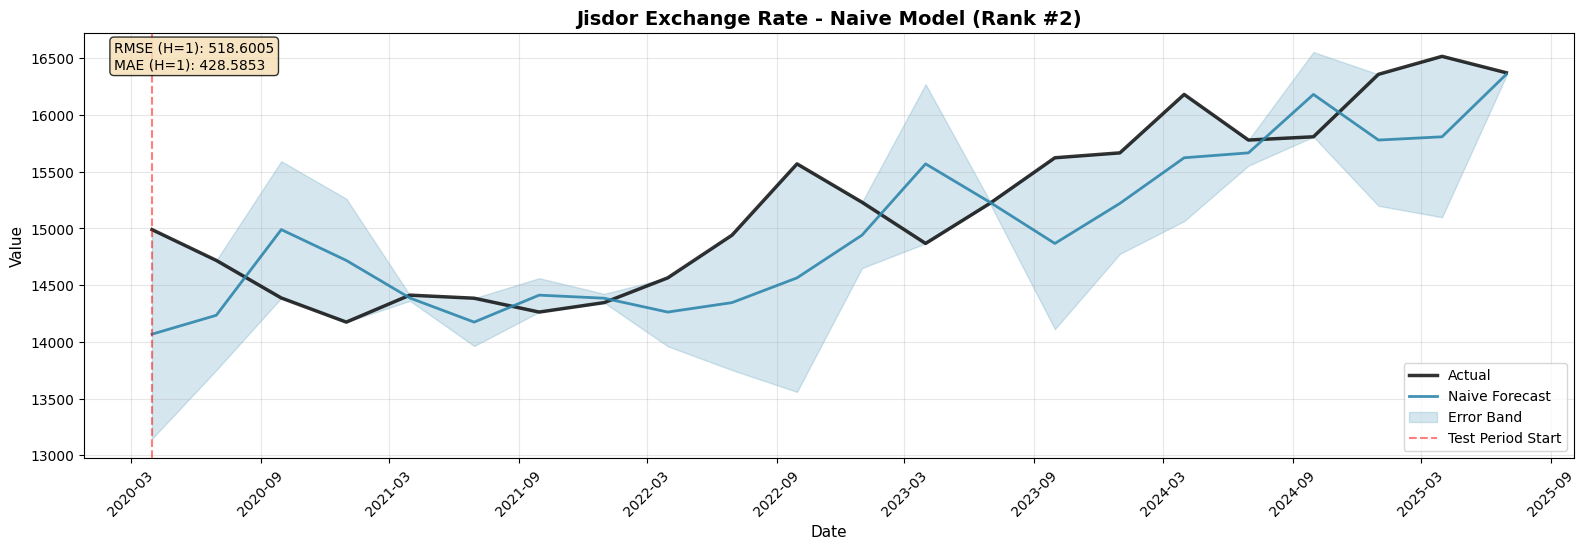 Jisdor Exchange Rate - Naive Model (Rank #2)
RMSE (H=1): 518.6005
MAE (H=1): 428.5853
Value
16500
16000
15500
15000
14500
14000
13500
13000
Actual
Naive Forecast
Error Band
Test Period Start
2020-03
2020-09
2021-03
2021-09
2022-03
2022-09
2023-03
2023-09
2024-03
2024-09
2025-03
2025-09
Date